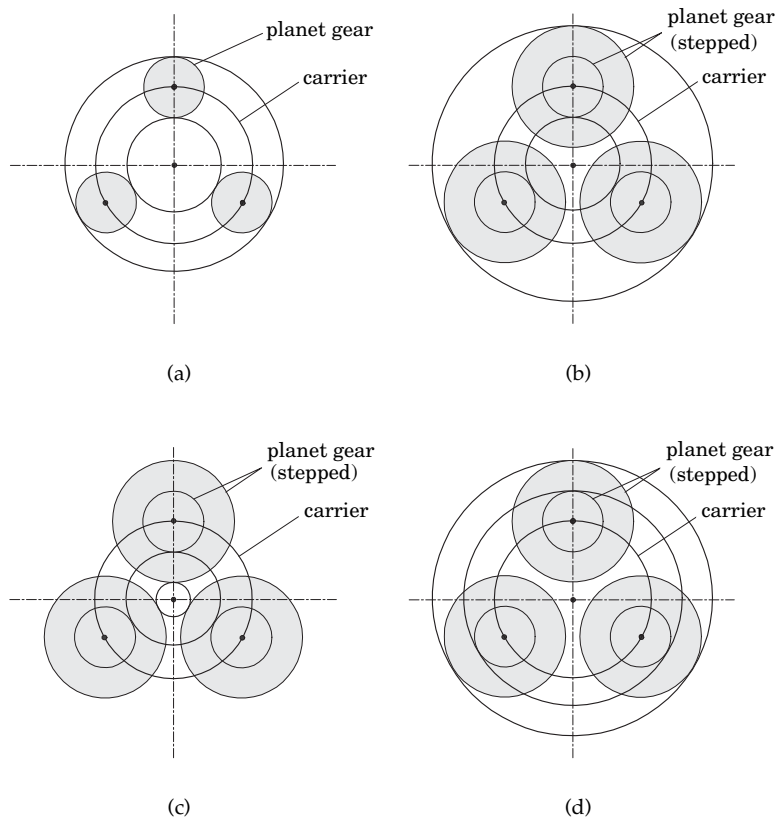 planet gear
carrier
(a)
planet gear
(stepped)
carrier
(b)
planet gear
(stepped)
carrier
(c)
planet gear
(stepped)
carrier
(d)